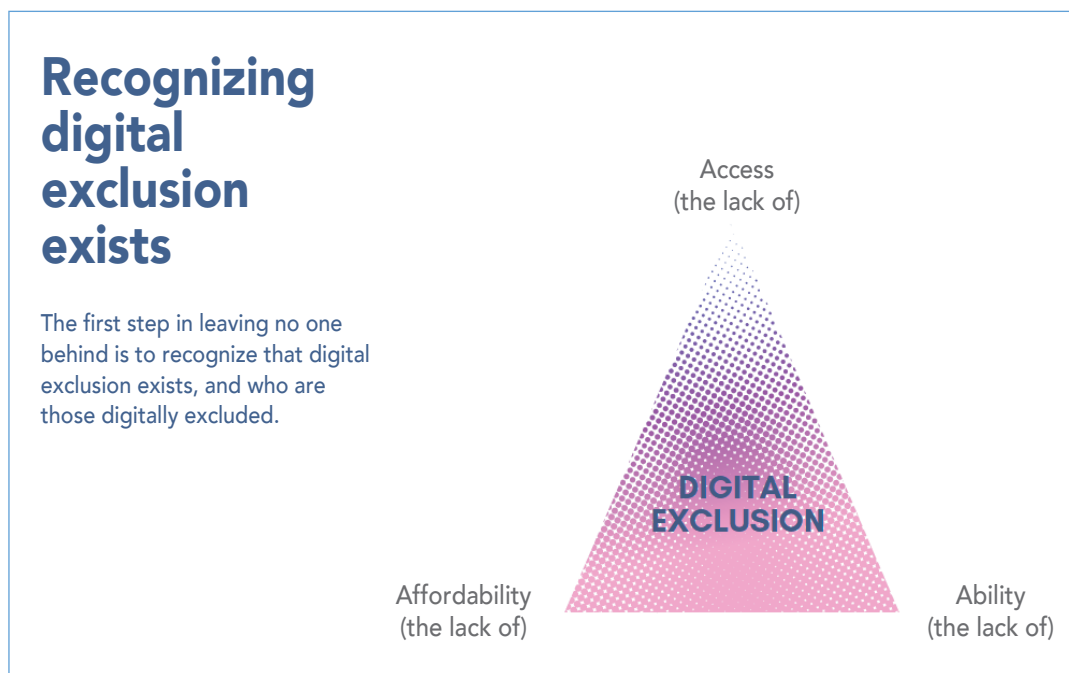 Recognizing
digital
exclusion
exists
The first step in leaving no one
behind is to recognize that digital
exclusion exists, and who are
those digitally excluded.
Access
(the lack of)
DIGITAL
EXCLUSION
Affordability
(the lack of)
Ability
(the lack of)